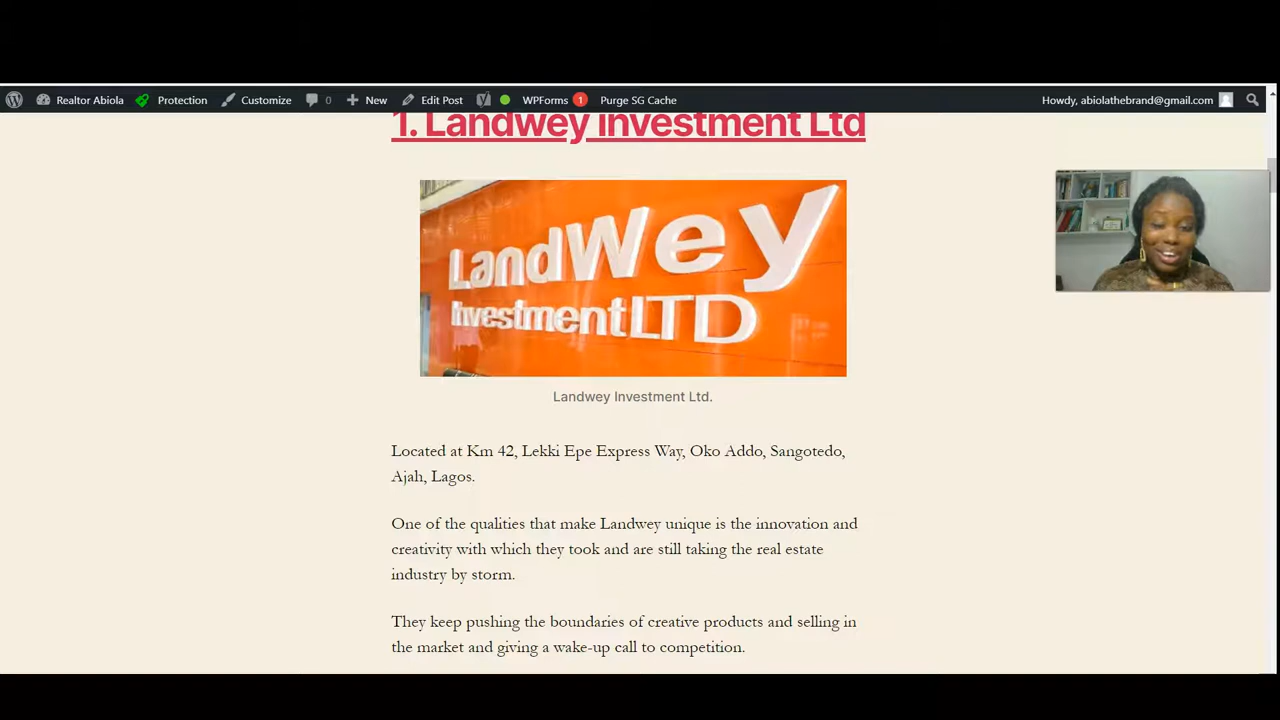 Realtor Abiola Protection Customize 0 New Edit Post WPForms 1 Purge SG Cache Howdy, abiolathebrand@gmail.com
1. Landwey investment Ltd
LandWey
InvestmentLTD
Landwey Investment Ltd.
Located at Km 42, Lekki Epe Express Way, Oko Addo, Sangotedo,
Ajah, Lagos.
One of the qualities that make Landwey unique is the innovation and
creativity with which they took and are still taking the real estate
industry by storm.
They keep pushing the boundaries of creative products and selling in
the market and giving a wake-up call to competition.